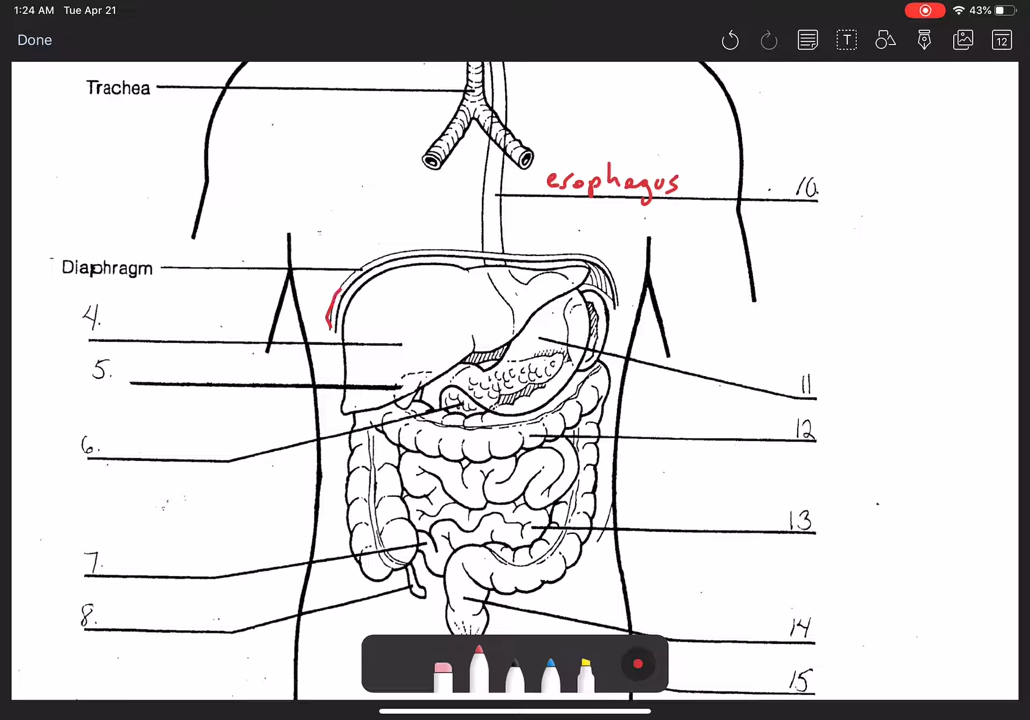 1:24 AM Tue Apr 21
43%
Done
T
12
Trachea
esophagus
10.
Diaphragm
4.
5.
11
12
6.
13
7.
8.
14
15